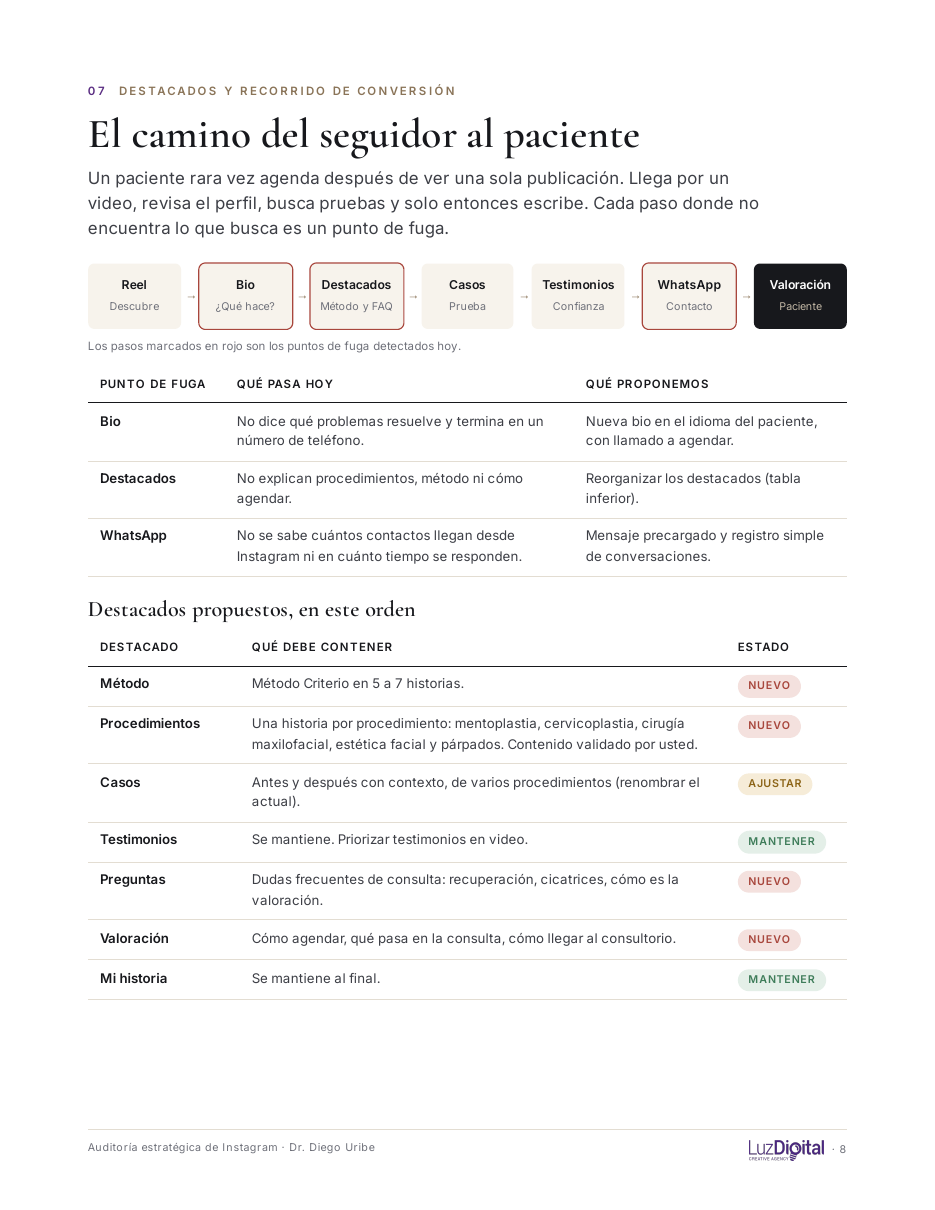 07 DESTACADOS Y RECORRIDO DE CONVERSIÓN
El camino del seguidor al paciente
Un paciente rara vez agenda después de ver una sola publicación. Llega por un
video, revisa el perfil, busca pruebas y solo entonces escribe. Cada paso donde no
encuentra lo que busca es un punto de fuga.
Reel → Bio → Destacados → Casos → Testimonios → WhatsApp → Valoración
Descubre ¿Qué hace? Método y FAQ Prueba Confianza Contacto Paciente
Los pasos marcados en rojo son los puntos de fuga detectados hoy.
PUNTO DE FUGA QUÉ PASA HOY QUÉ PROPONEMOS
Bio No dice qué problemas resuelve y termina en un Nueva bio en el idioma del paciente,
número de teléfono. con llamado a agendar.
Destacados No explican procedimientos, método ni cómo Reorganizar los destacados (tabla
agendar. inferior).
WhatsApp No se sabe cuántos contactos llegan desde Mensaje precargado y registro simple
Instagram ni en cuánto tiempo se responden. de conversaciones.
Destacados propuestos, en este orden
DESTACADO QUÉ DEBE CONTENER ESTADO
Método Método Criterio en 5 a 7 historias. NUEVO
Procedimientos Una historia por procedimiento: mentoplastia, cervicoplastia, cirugía NUEVO
maxilofacial, estética facial y párpados. Contenido validado por usted.
Casos Antes y después con contexto, de varios procedimientos (renombrar el AJUSTAR
actual).
Testimonios Se mantiene. Priorizar testimonios en video. MANTENER
Preguntas Dudas frecuentes de consulta: recuperación, cicatrices, cómo es la NUEVO
valoración.
Valoración Cómo agendar, qué pasa en la consulta, cómo llegar al consultorio. NUEVO
Mi historia Se mantiene al final. MANTENER
Auditoría estratégica de Instagram · Dr. Diego Uribe LuzDigital · 8
CREATIVE AGENCY